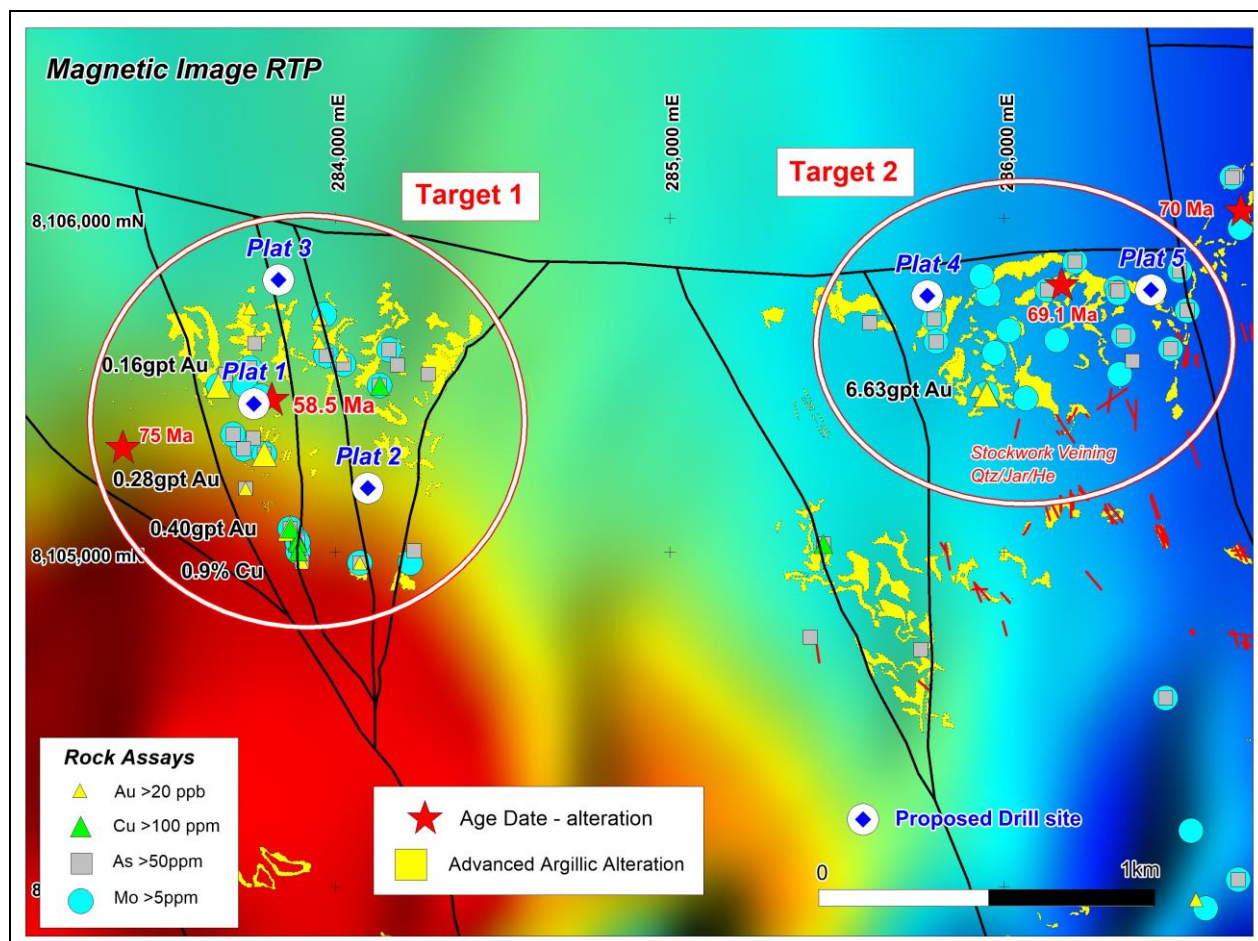 Magnetic Image RTP
284,000 mE
285,000 mE
286,000 mE
Target 1
Target 2
70 Ma
8,106,000 mN
Plat 3
Plat 4
Plat 5
69.1 Ma
0.16gpt Au
Plat 1
58.5 Ma
6.63gpt Au
75 Ma
Plat 2
Stockwork Veining
Qtz/Jar/He
0.28gpt Au
0.40gpt Au
8,105,000 mN
0.9% Cu
Rock Assays
Au >20 ppb
Cu >100 ppm
As >50ppm
Mo >5ppm
Age Date - alteration
Advanced Argillic Alteration
Proposed Drill site
0
1km
8